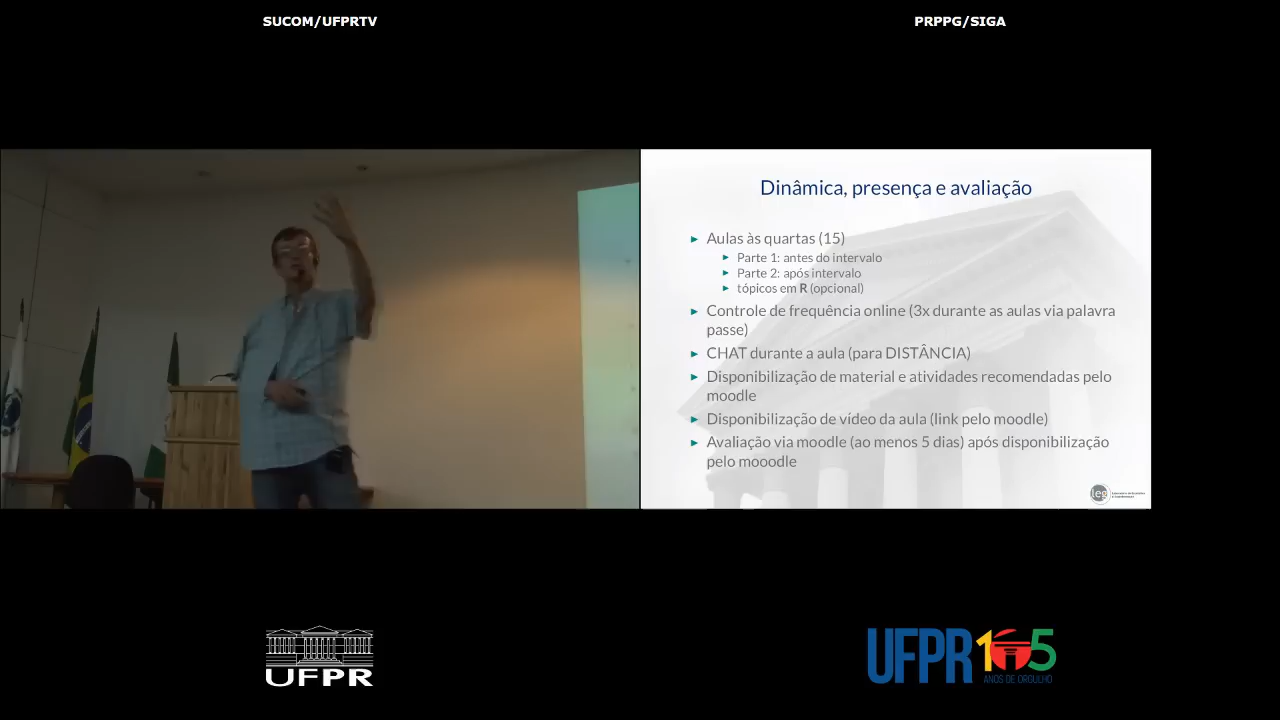 SUCOM/UFPRTV
PRPPG/SIGA
Dinâmica, presença e avaliação
Aulas às quartas (15)
Parte 1: antes do intervalo
Parte 2: após intervalo
tópicos em R (opcional)
Controle de frequência online (3x durante as aulas via palavra
passe)
CHAT durante a aula (para DISTÂNCIA)
Disponibilização de material e atividades recomendadas pelo
moodle
Disponibilização de vídeo da aula (link pelo moodle)
Avaliação via moodle (ao menos 5 dias) após disponibilização
pelo mooodle
leg
UFPR
UFPR 105
ANOS DE ORGULHO